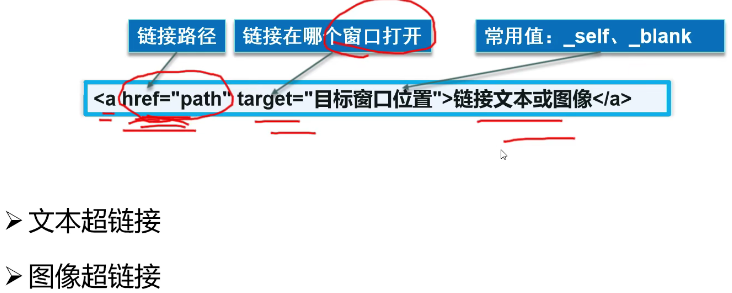 链接路径 链接在哪个窗口打开 常用值：_self、_blank
<a href="path" target="目标窗口位置">链接文本或图像</a>
➢ 文本超链接
➢ 图像超链接